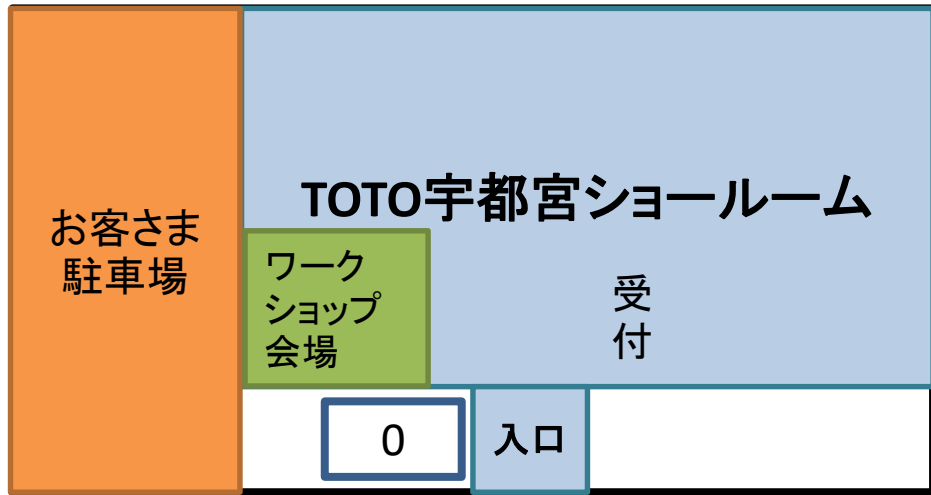 TOTO宇都宮ショールーム
お客さま
駐車場
ワーク
ショップ
会場
受
付
0
入口